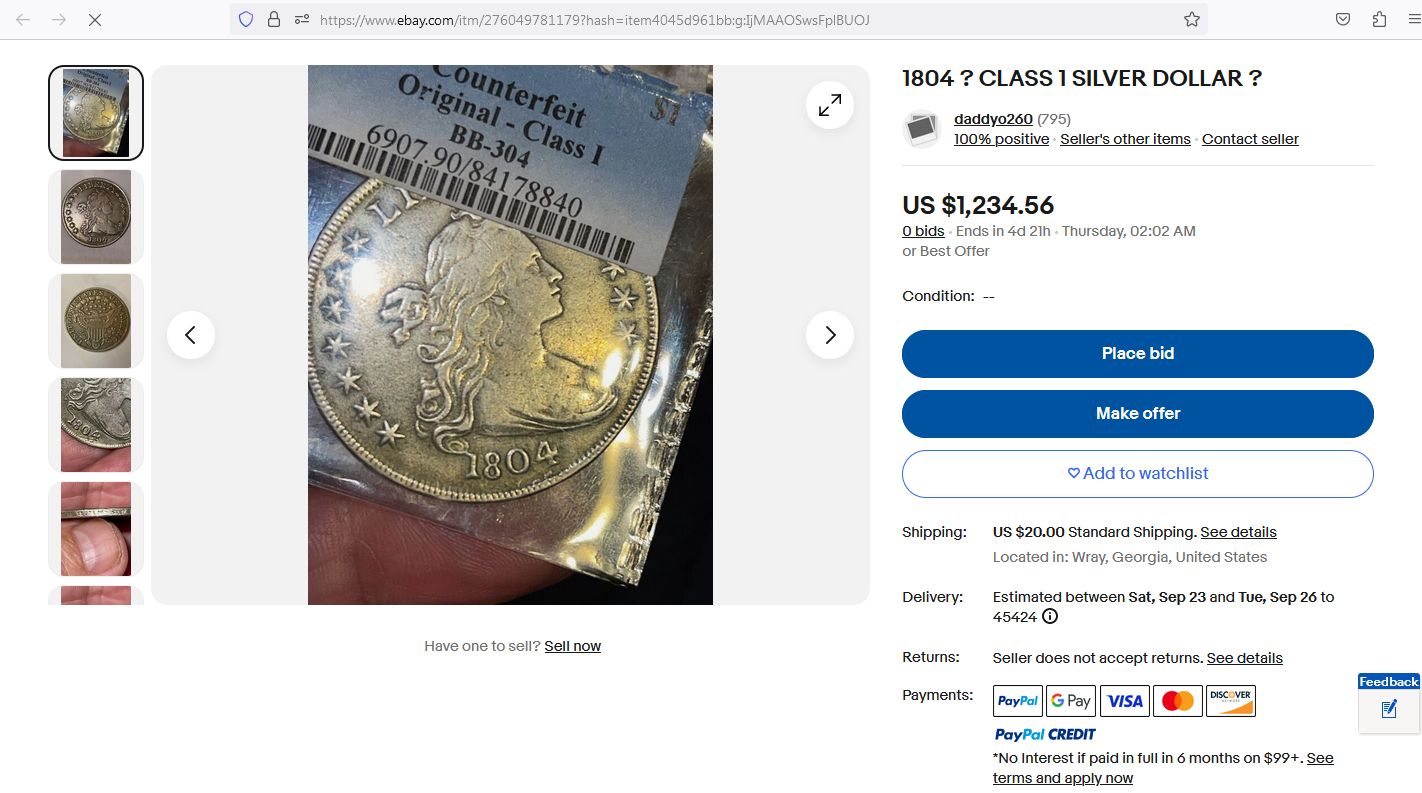 https://www.ebay.com/itm/276049781179?hash=item4045d961bb:g:IjMAAOSwsFpIBUOJ
1804 ? CLASS 1 SILVER DOLLAR ?
daddyo260 (795)
100% positive · Seller's other items · Contact seller
US $1,234.56
0 bids · Ends in 4d 21h · Thursday, 02:02 AM
or Best Offer
Condition: --
Place bid
Make offer
Add to watchlist
Shipping: US $20.00 Standard Shipping. See details
Located in: Wray, Georgia, United States
Delivery: Estimated between Sat, Sep 23 and Tue, Sep 26 to
45424
Returns: Seller does not accept returns. See details
Payments: PayPal G Pay VISA DISCOVER
NETWORK
PayPal CREDIT
*No Interest if paid in full in 6 months on $99+. See
terms and apply now
Feedback
Counterfeit $1
Original - Class I
BB-304
6907.90/84178840
LI
1804
Have one to sell? Sell now